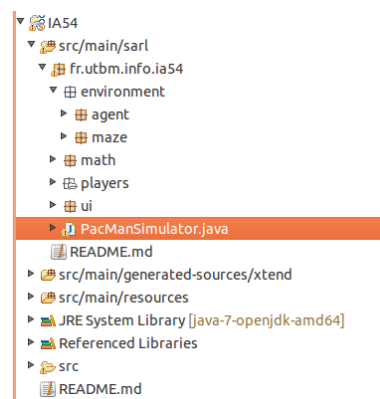 IA54
src/main/sarl
fr.utbm.info.ia54
environment
agent
maze
math
players
ui
PacManSimulator.java
README.md
src/main/generated-sources/xtend
src/main/resources
JRE System Library [java-7-openjdk-amd64]
Referenced Libraries
src
README.md